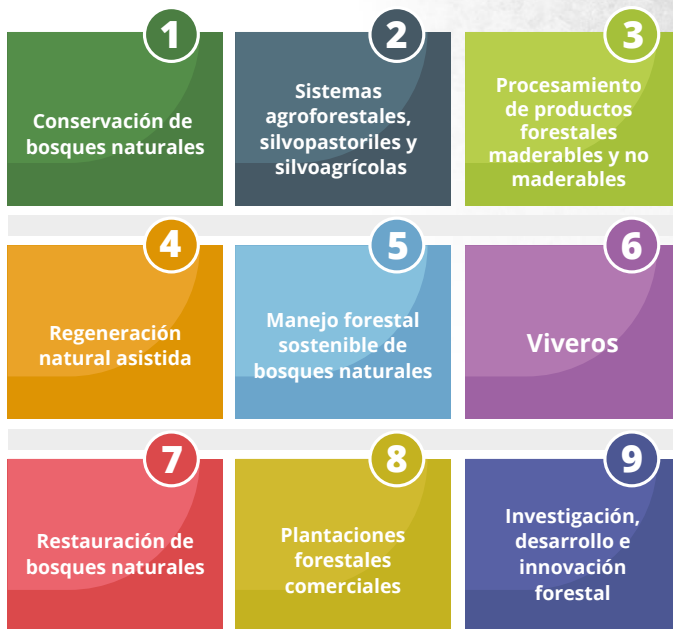 1
Conservación de
bosques naturales
2
Sistemas
agroforestales,
silvopastoriles y
silvoagrícolas
3
Procesamiento
de productos
forestales
maderables y no
maderables
4
Regeneración
natural asistida
5
Manejo forestal
sostenible de
bosques naturales
6
Viveros
7
Restauración de
bosques naturales
8
Plantaciones
forestales
comerciales
9
Investigación,
desarrollo e
innovación
forestal